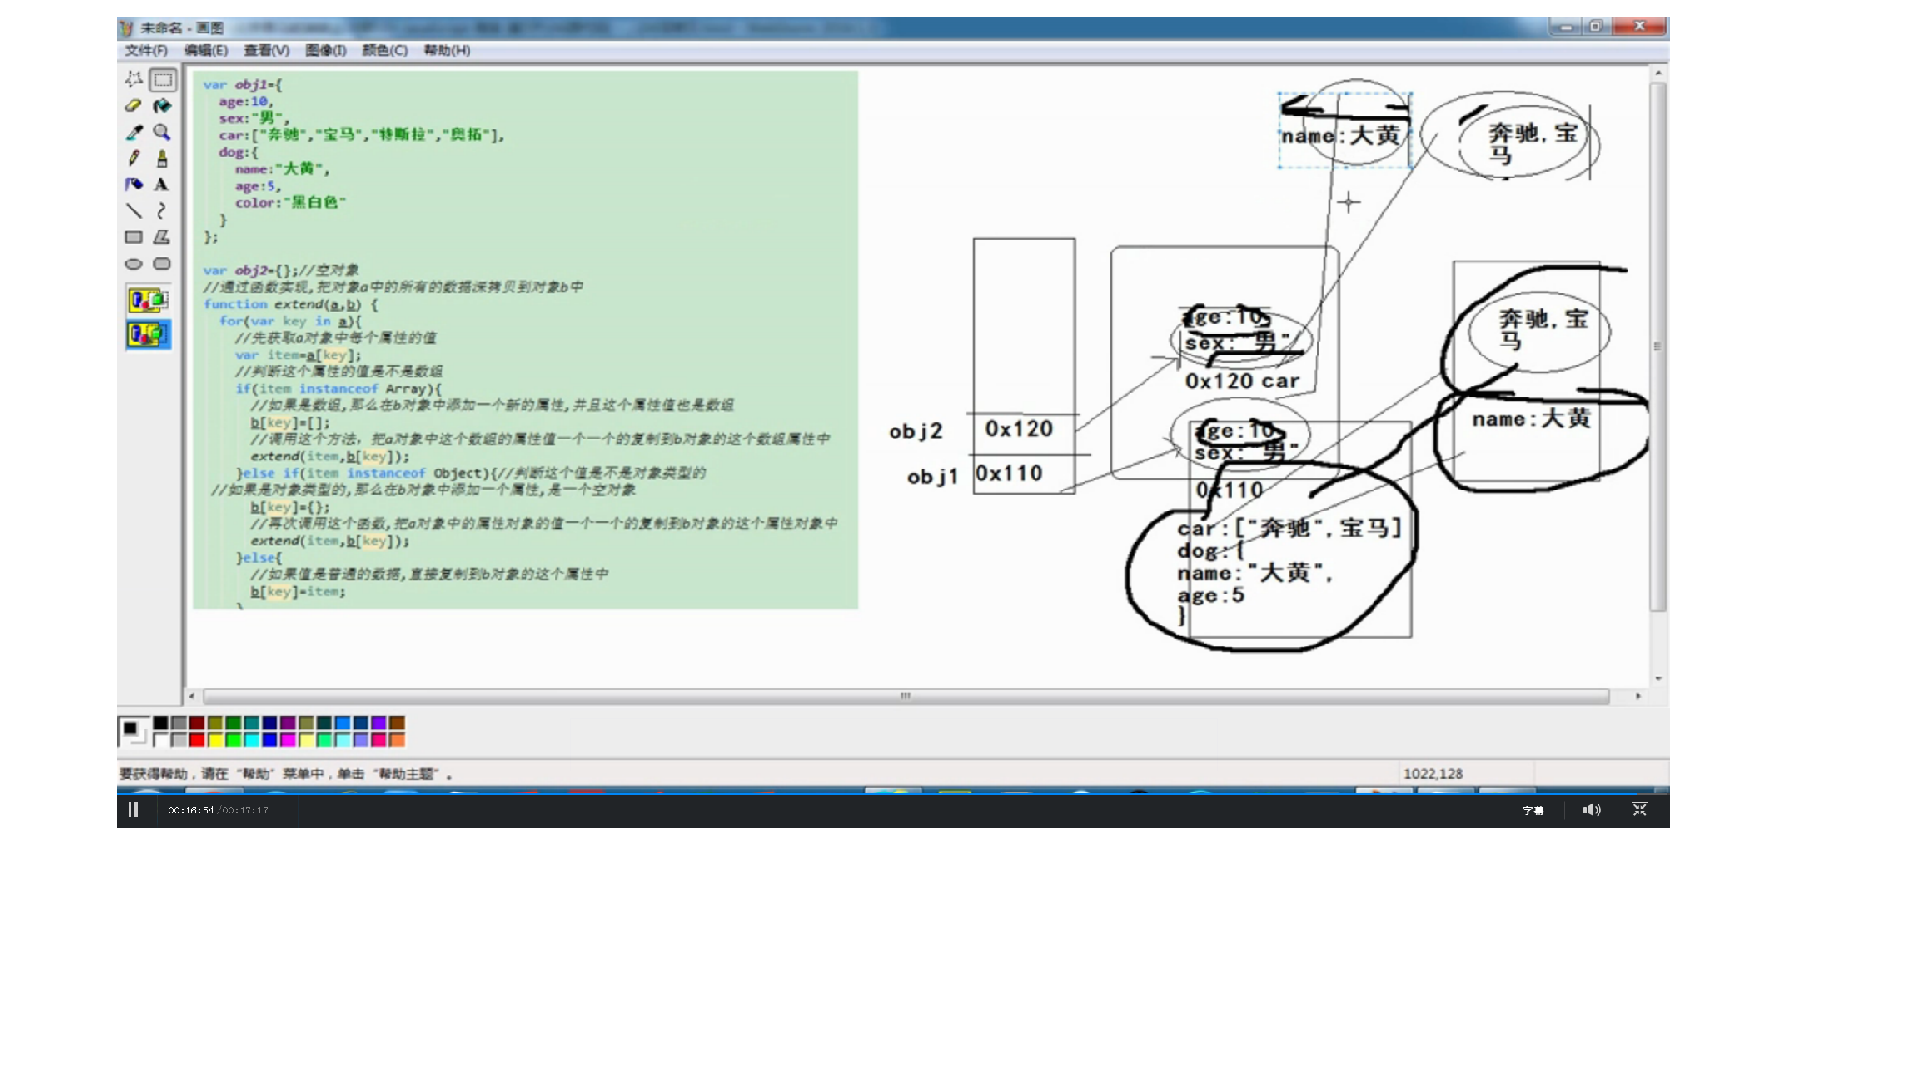 未命名 - 画图
文件(F) 编辑(E) 查看(V) 图像(I) 颜色(C) 帮助(H)
var obj1={
age:10,
sex:"男",
car:["奔驰","宝马","特斯拉","奥拓"],
dog:{
name:"大黄",
age:5,
color:"黑白色"
}
};
var obj2={};//空对象
//通过函数实现,把对象a中的所有的数据深拷贝到对象b中
function extend(a,b) {
for(var key in a){
//先获取a对象中每个属性的值
var item=a[key];
//判断这个属性的值是不是数组
if(item instanceof Array){
//如果是数组,那么在b对象中添加一个新的属性,并且这个属性值也是数组
b[key]=[];
//调用这个方法，把a对象中这个数组的属性值一个一个的复制到b对象的这个数组属性中
extend(item,b[key]);
}else if(item instanceof Object){//判断这个值是不是对象类型的
//如果是对象类型的,那么在b对象中添加一个属性,是一个空对象
b[key]={};
//再次调用这个函数,把a对象中的属性对象的值一个一个的复制到b对象的这个属性对象中
extend(item,b[key]);
}else{
//如果值是普通的数据,直接复制到b对象的这个属性中
b[key]=item;
name:大黄
奔驰,宝
马
age:10
sex:"男"
0x120 car
奔驰,宝
马
name:大黄
obj2 0x120
obj1 0x110
age:10
sex:"男"
0x110
car:["奔驰",宝马]
dog:{
name:"大黄",
age:5
}
要获得帮助，请在“帮助”菜单中，单击“帮助主题”。
1022,128
00:16:54/00:17:17
字幕